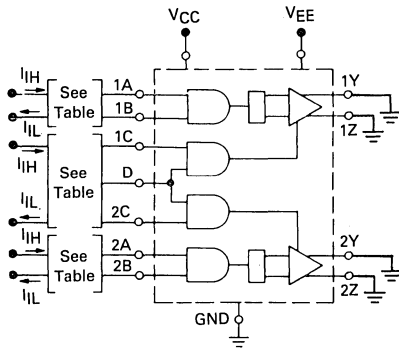 VCC VEE
IIH See Table 1A 1Y
IIL 1B 1Z
IIH 1C
See Table D
IIL. 2C
IIH See Table 2A 2Y
IIL 2B 2Z
GND